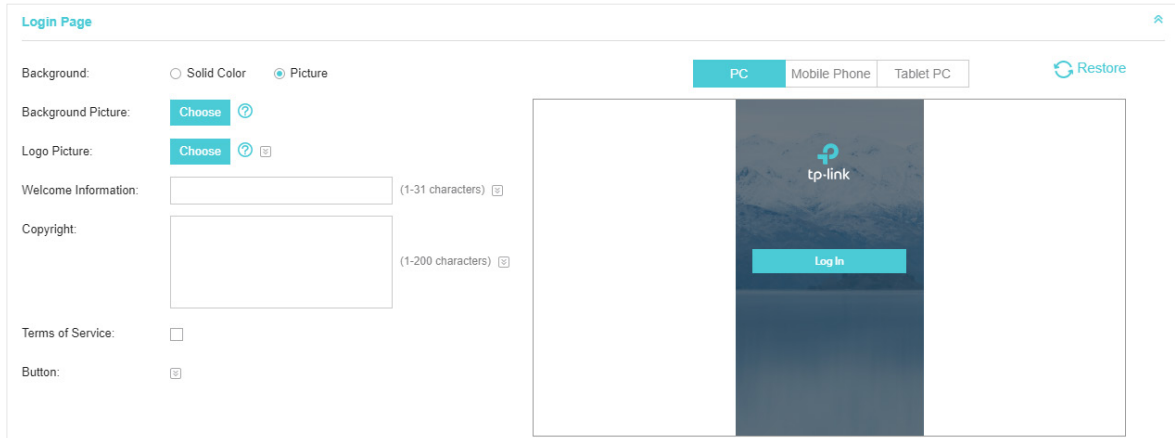 Login Page
Background: Solid Color Picture
PC Mobile Phone Tablet PC Restore
Background Picture: Choose ?
Logo Picture: Choose ?
tp-link
Welcome Information: (1-31 characters)
Copyright:
(1-200 characters)
Log In
Terms of Service:
Button: